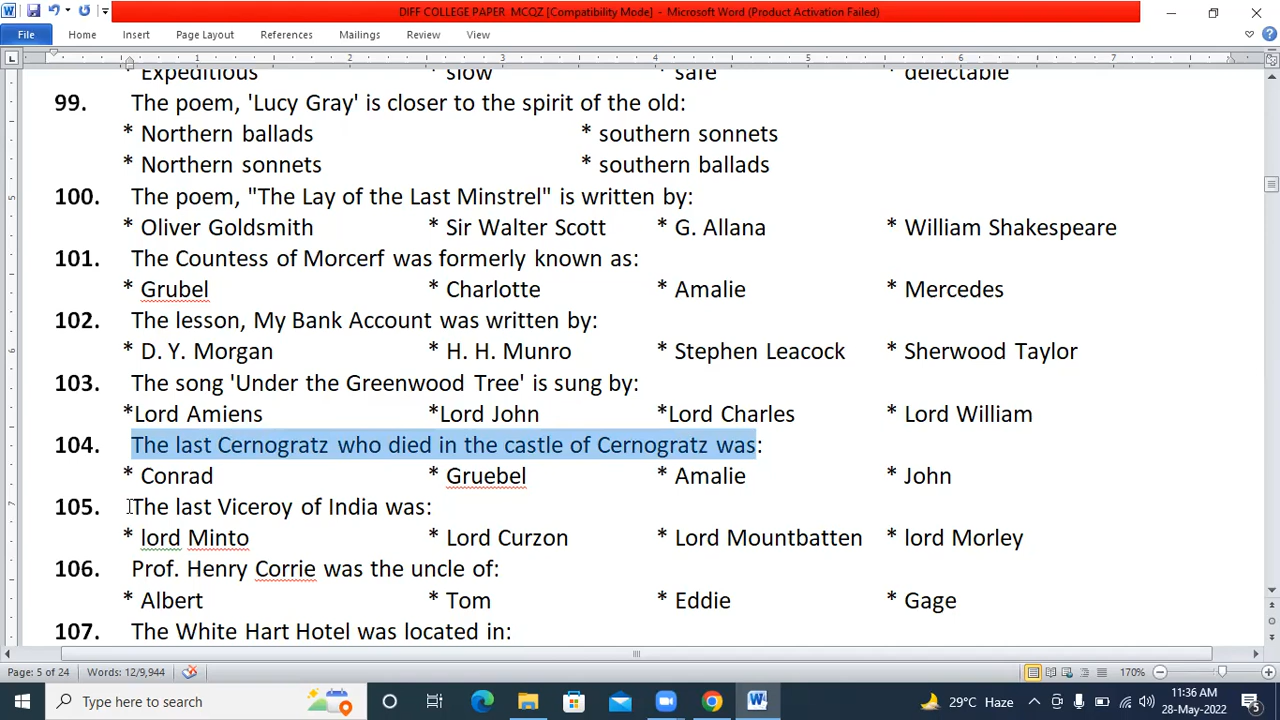 DIFF COLLEGE PAPER MCQZ [Compatibility Mode] - Microsoft Word (Product Activation Failed)
File Home Insert Page Layout References Mailings Review View
1 2 3 4 5 6 7
Expeditious * slow * safe * delectable
99. The poem, 'Lucy Gray' is closer to the spirit of the old:
* Northern ballads * southern sonnets
* Northern sonnets * southern ballads
100. The poem, "The Lay of the Last Minstrel" is written by:
* Oliver Goldsmith * Sir Walter Scott * G. Allana * William Shakespeare
101. The Countess of Morcerf was formerly known as:
* Grubel * Charlotte * Amalie * Mercedes
102. The lesson, My Bank Account was written by:
* D. Y. Morgan * H. H. Munro * Stephen Leacock * Sherwood Taylor
103. The song 'Under the Greenwood Tree' is sung by:
*Lord Amiens *Lord John *Lord Charles * Lord William
104. The last Cernogratz who died in the castle of Cernogratz was:
* Conrad * Gruebel * Amalie * John
105. The last Viceroy of India was:
* lord Minto * Lord Curzon * Lord Mountbatten * lord Morley
106. Prof. Henry Corrie was the uncle of:
* Albert * Tom * Eddie * Gage
107. The White Hart Hotel was located in:
Page: 5 of 24 Words: 12/9,944 170%
Type here to search 29°C Haze 11:36 AM
28-May-2022 5